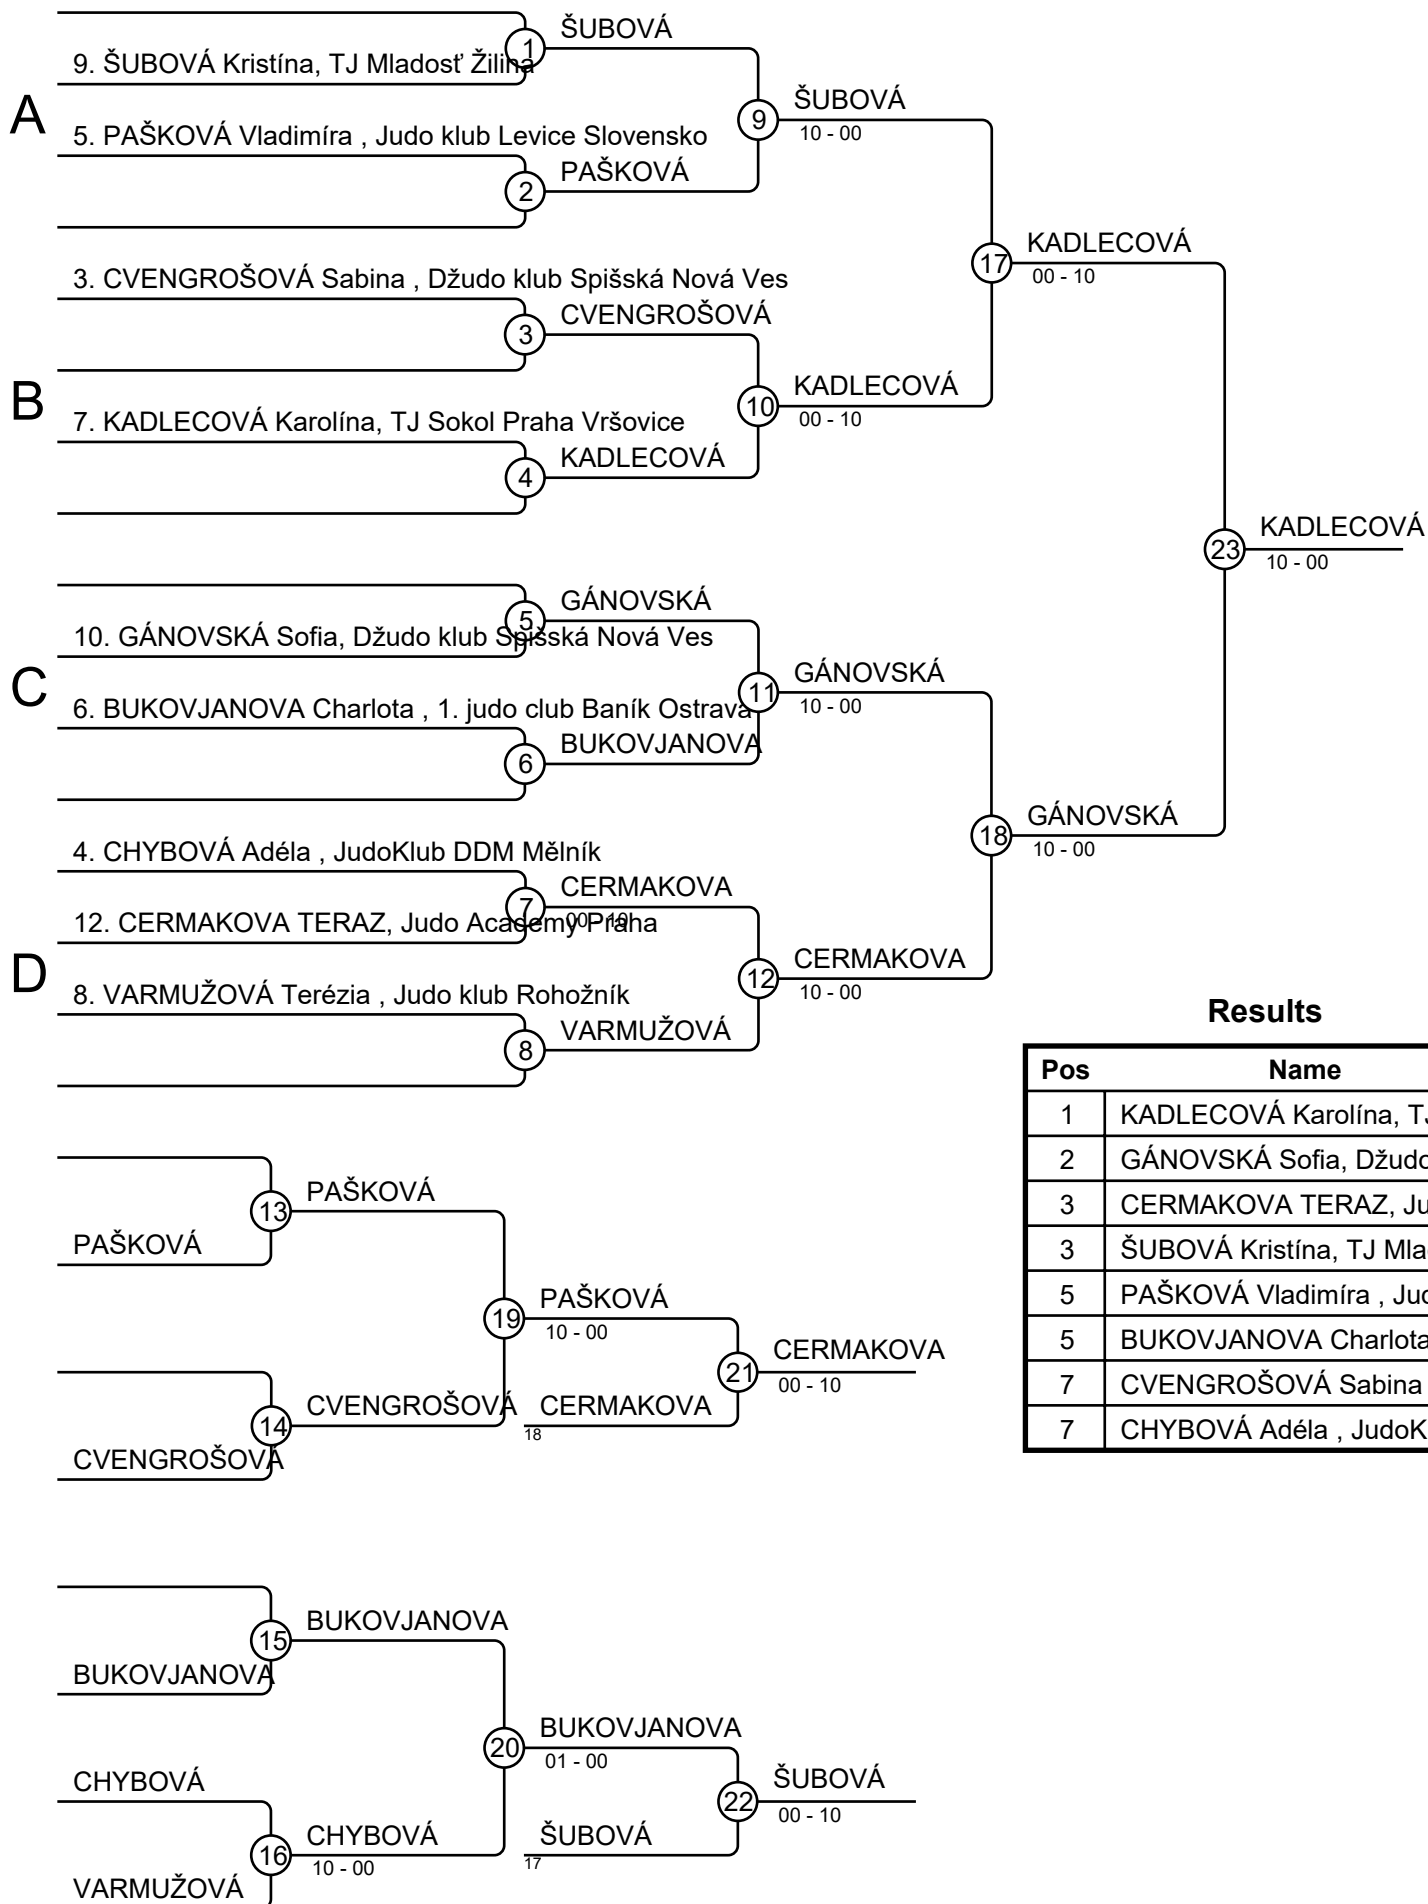 ŠUBOVÁ
1
9. ŠUBOVÁ Kristína, TJ Mladosť Žilina
ŠUBOVÁ
9
10 - 00
A
5. PAŠKOVÁ Vladimíra , Judo klub Levice Slovensko
PAŠKOVÁ
2
KADLECOVÁ
17
00 - 10
3. CVENGROŠOVÁ Sabina , Džudo klub Spišská Nová Ves
CVENGROŠOVÁ
3
KADLECOVÁ
10
00 - 10
B
7. KADLECOVÁ Karolína, TJ Sokol Praha Vršovice
KADLECOVÁ
4
KADLECOVÁ
23
10 - 00
GÁNOVSKÁ
5
10. GÁNOVSKÁ Sofia, Džudo klub Spišská Nová Ves
GÁNOVSKÁ
11
10 - 00
C
6. BUKOVJANOVA Charlota , 1. judo club Baník Ostrava
BUKOVJANOVA
6
GÁNOVSKÁ
18
10 - 00
4. CHYBOVÁ Adéla , JudoKlub DDM Mělník
CERMAKOVA
7
00 - 10
12. CERMAKOVA TERAZ, Judo Academy Praha
CERMAKOVA
12
10 - 00
D
8. VARMUŽOVÁ Terézia , Judo klub Rohožník
VARMUŽOVÁ
8
Results
Pos Name
1 KADLECOVÁ Karolína, TJ
2 GÁNOVSKÁ Sofia, Džudo
3 CERMAKOVA TERAZ, Ju
3 ŠUBOVÁ Kristína, TJ Mla
5 PAŠKOVÁ Vladimíra , Jud
5 BUKOVJANOVA Charlota
7 CVENGROŠOVÁ Sabina
7 CHYBOVÁ Adéla , JudoK
PAŠKOVÁ
13
PAŠKOVÁ
PAŠKOVÁ
19
10 - 00
CERMAKOVA
21
00 - 10
CVENGROŠOVÁ
CERMAKOVA
14
18
CVENGROŠOVÁ
BUKOVJANOVA
15
BUKOVJANOVA
BUKOVJANOVA
20
01 - 00
CHYBOVÁ
ŠUBOVÁ
22
00 - 10
CHYBOVÁ
ŠUBOVÁ
16
10 - 00
17
VARMUŽOVÁ